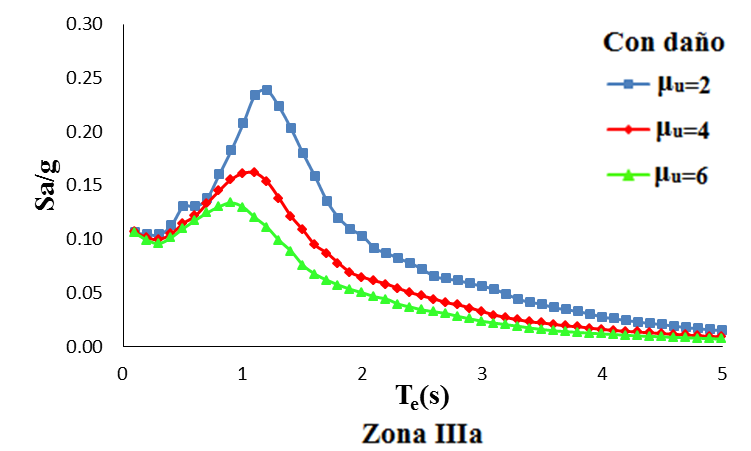 0.30
0.25
0.20
0.15
0.10
0.05
0.00
Sa/g
0 1 2 3 4 5
Te(s)
Zona IIIa
Con daño
μu=2
μu=4
μu=6